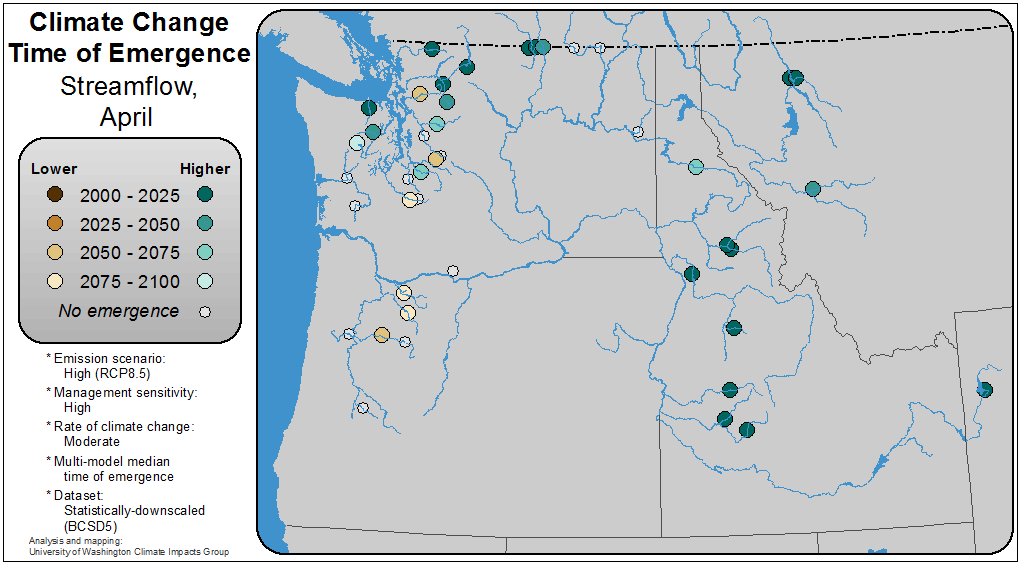 Climate Change
Time of Emergence
Streamflow,
April
Lower Higher
2000 - 2025
2025 - 2050
2050 - 2075
2075 - 2100
No emergence
* Emission scenario:
High (RCP8.5)
* Management sensitivity:
High
* Rate of climate change:
Moderate
* Multi-model median
time of emergence
* Dataset:
Statistically-downscaled
(BCSD5)
Analysis and mapping:
University of Washington Climate Impacts Group